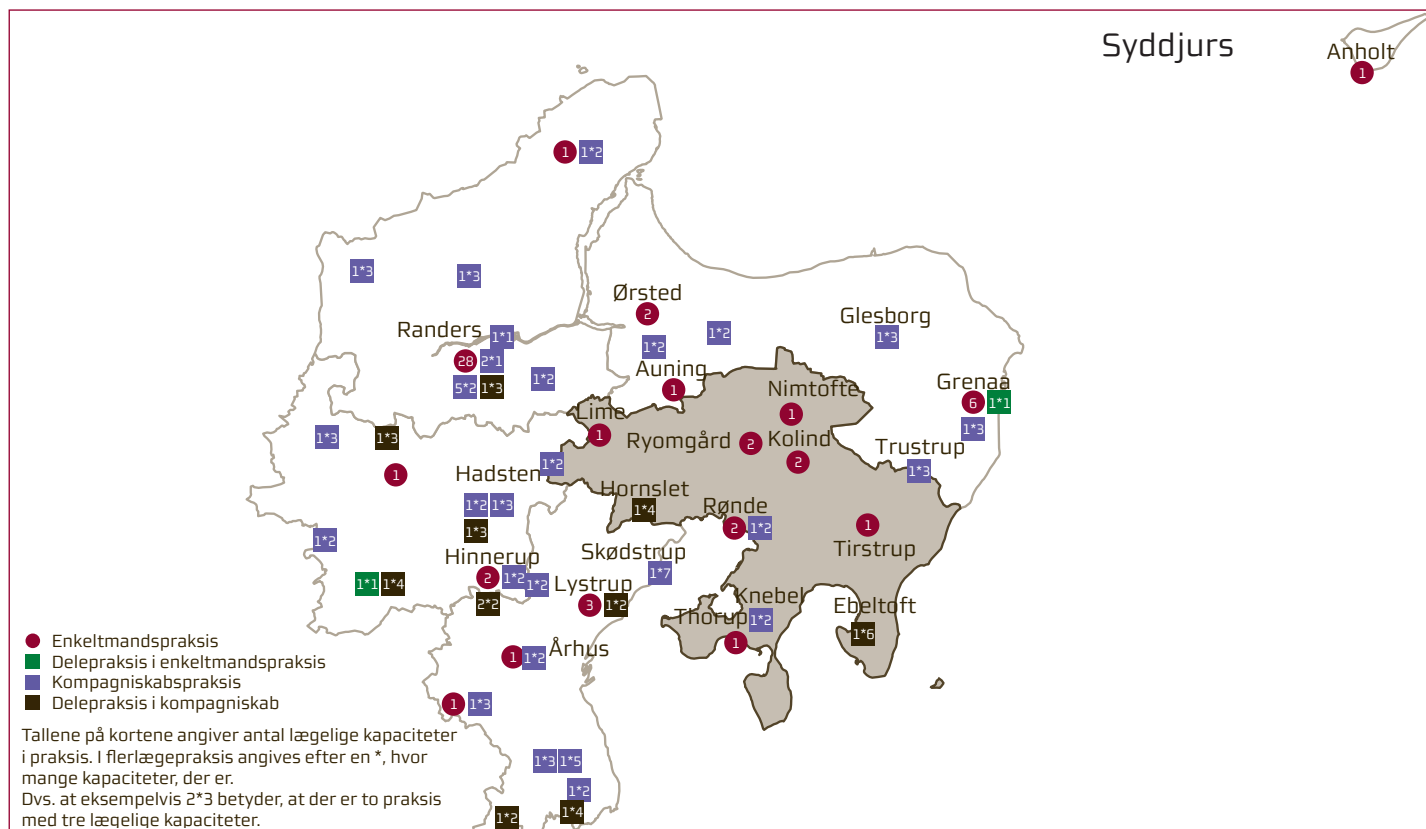 Syddjurs
Anholt
1
1 1*2
1*3 1*3
Ørsted
2
Glesborg
1*3
Randers 1*1
1*2 1*2
28 2*1
5*2 1*3 1*2
Auning
1
Nimtofte
1
Grenaa
6 1*1
1*3
Lime
1
Ryomgård 2 Kolind
2
Trustrup
1*3
1*3 1*3
1
Hadsten 1*2
1*2 1*3
1*3
Hornslet
1*4
Rønde
2 1*2
1
Tirstrup
1*2
Hinnerup
2 1*2 1*2
2*2
Skødstrup
1*7
Lystrup
3 1*2
1*1 1*4
Knebel
1*2
Thorup
1
Ebeltoft
1*6
1 1*2 Århus
1 1*3
1*3 1*5
1*2
1*2 1*4
Enkeltmandspraksis
Delepraksis i enkeltmandspraksis
Kompagniskabspraksis
Delepraksis i kompagniskab
Tallene på kortene angiver antal lægelige kapaciteter
i praksis. I flerlægepraksis angives efter en *, hvor
mange kapaciteter, der er.
Dvs. at eksempelvis 2*3 betyder, at der er to praksis
med tre lægelige kapaciteter.